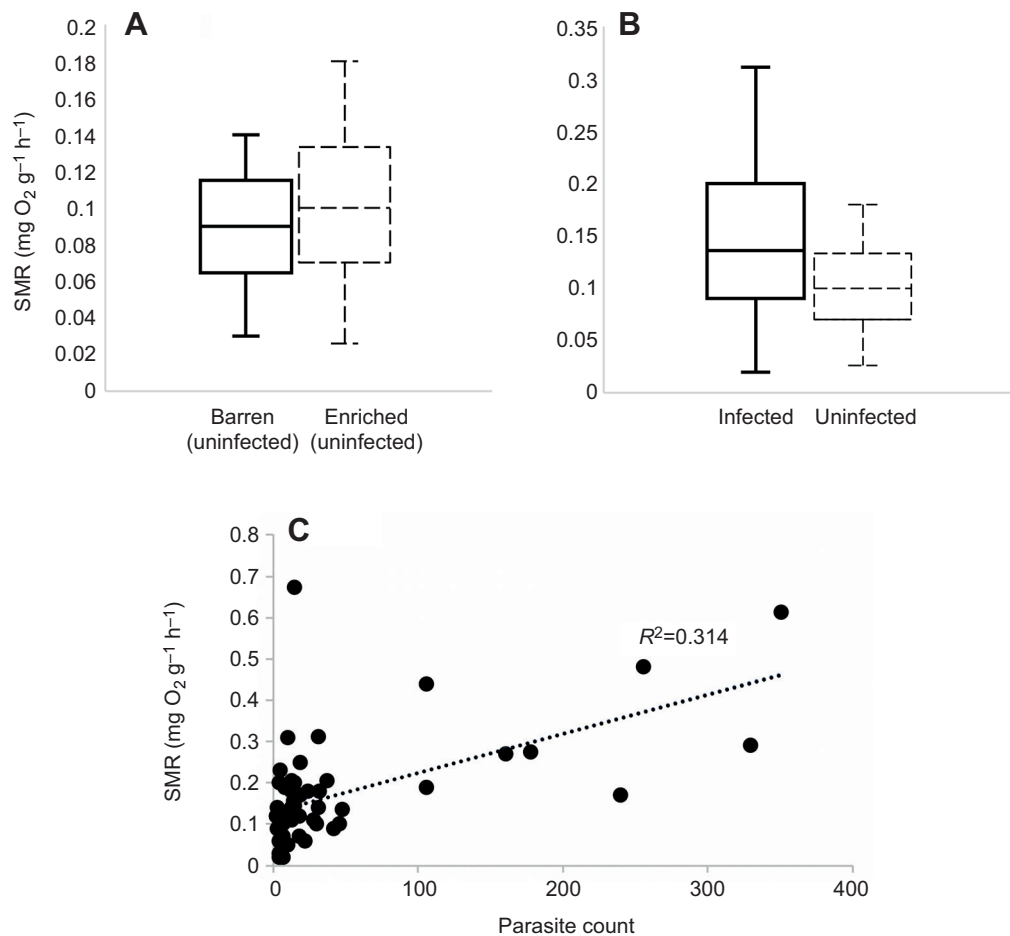 A
SMR (mg O2 g–1 h–1)
0.2
0.18
0.16
0.14
0.12
0.1
0.08
0.06
0.04
0.02
0
Barren
(uninfected)
Enriched
(uninfected)
B
0.35
0.3
0.25
0.2
0.15
0.1
0.05
0
Infected
Uninfected
C
SMR (mg O2 g–1 h–1)
0.8
0.7
0.6
0.5
0.4
0.3
0.2
0.1
0
R2=0.314
0 100 200 300 400
Parasite count